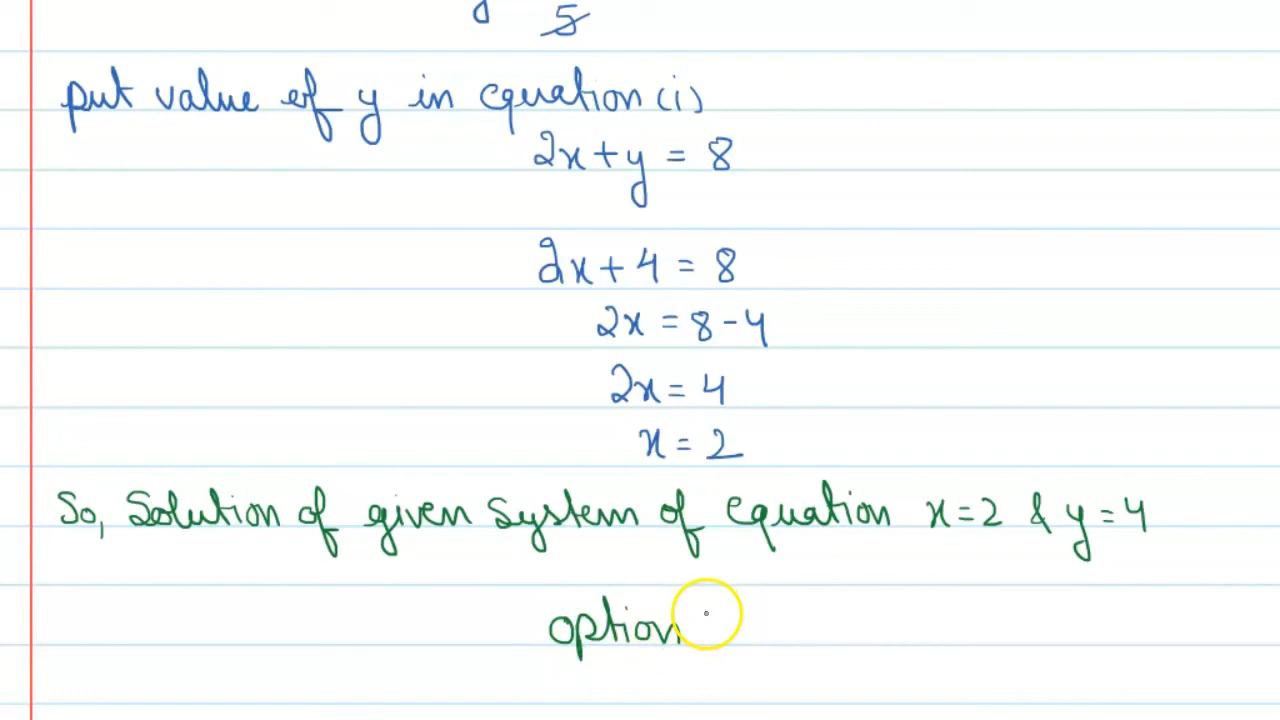 5
put value of y in equation (i)
2x + y = 8
2x + 4 = 8
2x = 8 - 4
2x = 4
x = 2
So, Solution of given System of equation x = 2 & y = 4
option